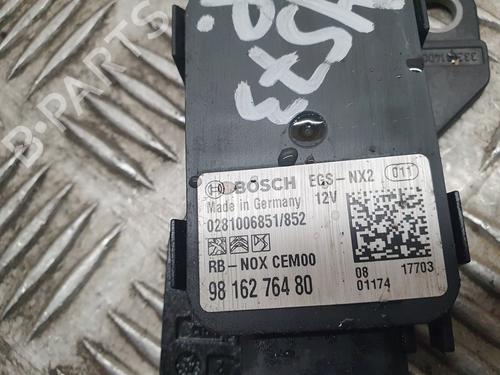 BOSCH EGS-NX2 011
Made in Germany 12V
0281006851/852
RB-NOX CEM00
98 162 764 80
08 17703
01174
B-PARTS